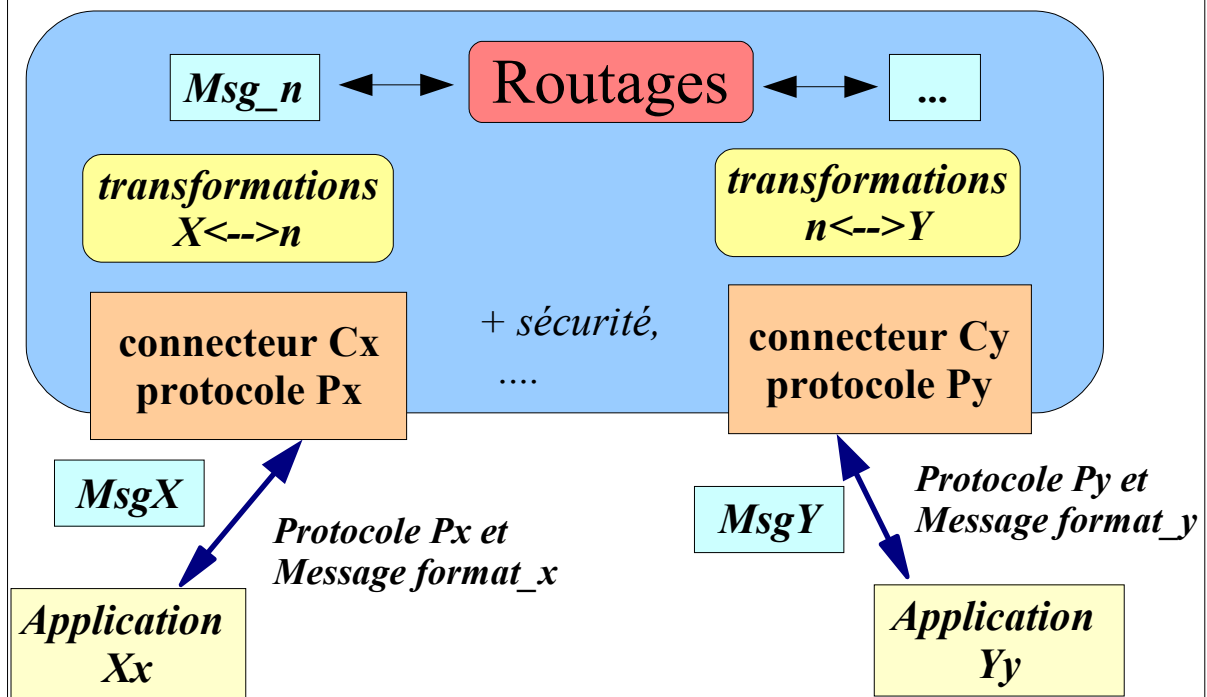 Msg_n
Routages
...
transformations
X<-->n
transformations
n<-->Y
connecteur Cx
protocole Px
+ sécurité,
....
connecteur Cy
protocole Py
MsgX
Protocole Px et
Message format_x
MsgY
Protocole Py et
Message format_y
Application
Xx
Application
Yy